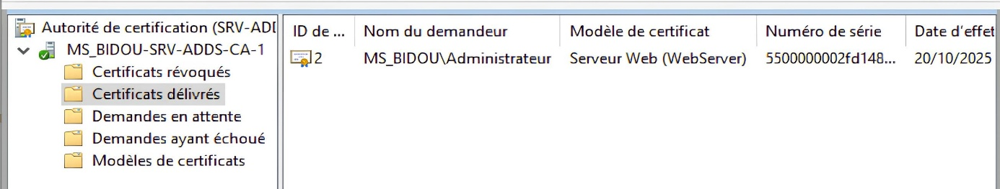 Autorité de certification (SRV-ADD
MS_BIDOU-SRV-ADDS-CA-1
Certificats révoqués
Certificats délivrés
Demandes en attente
Demandes ayant échoué
Modèles de certificats
ID de ... Nom du demandeur Modèle de certificat Numéro de série Date d'effet
2 MS_BIDOU\Administrateur Serveur Web (WebServer) 5500000002fd148... 20/10/2025